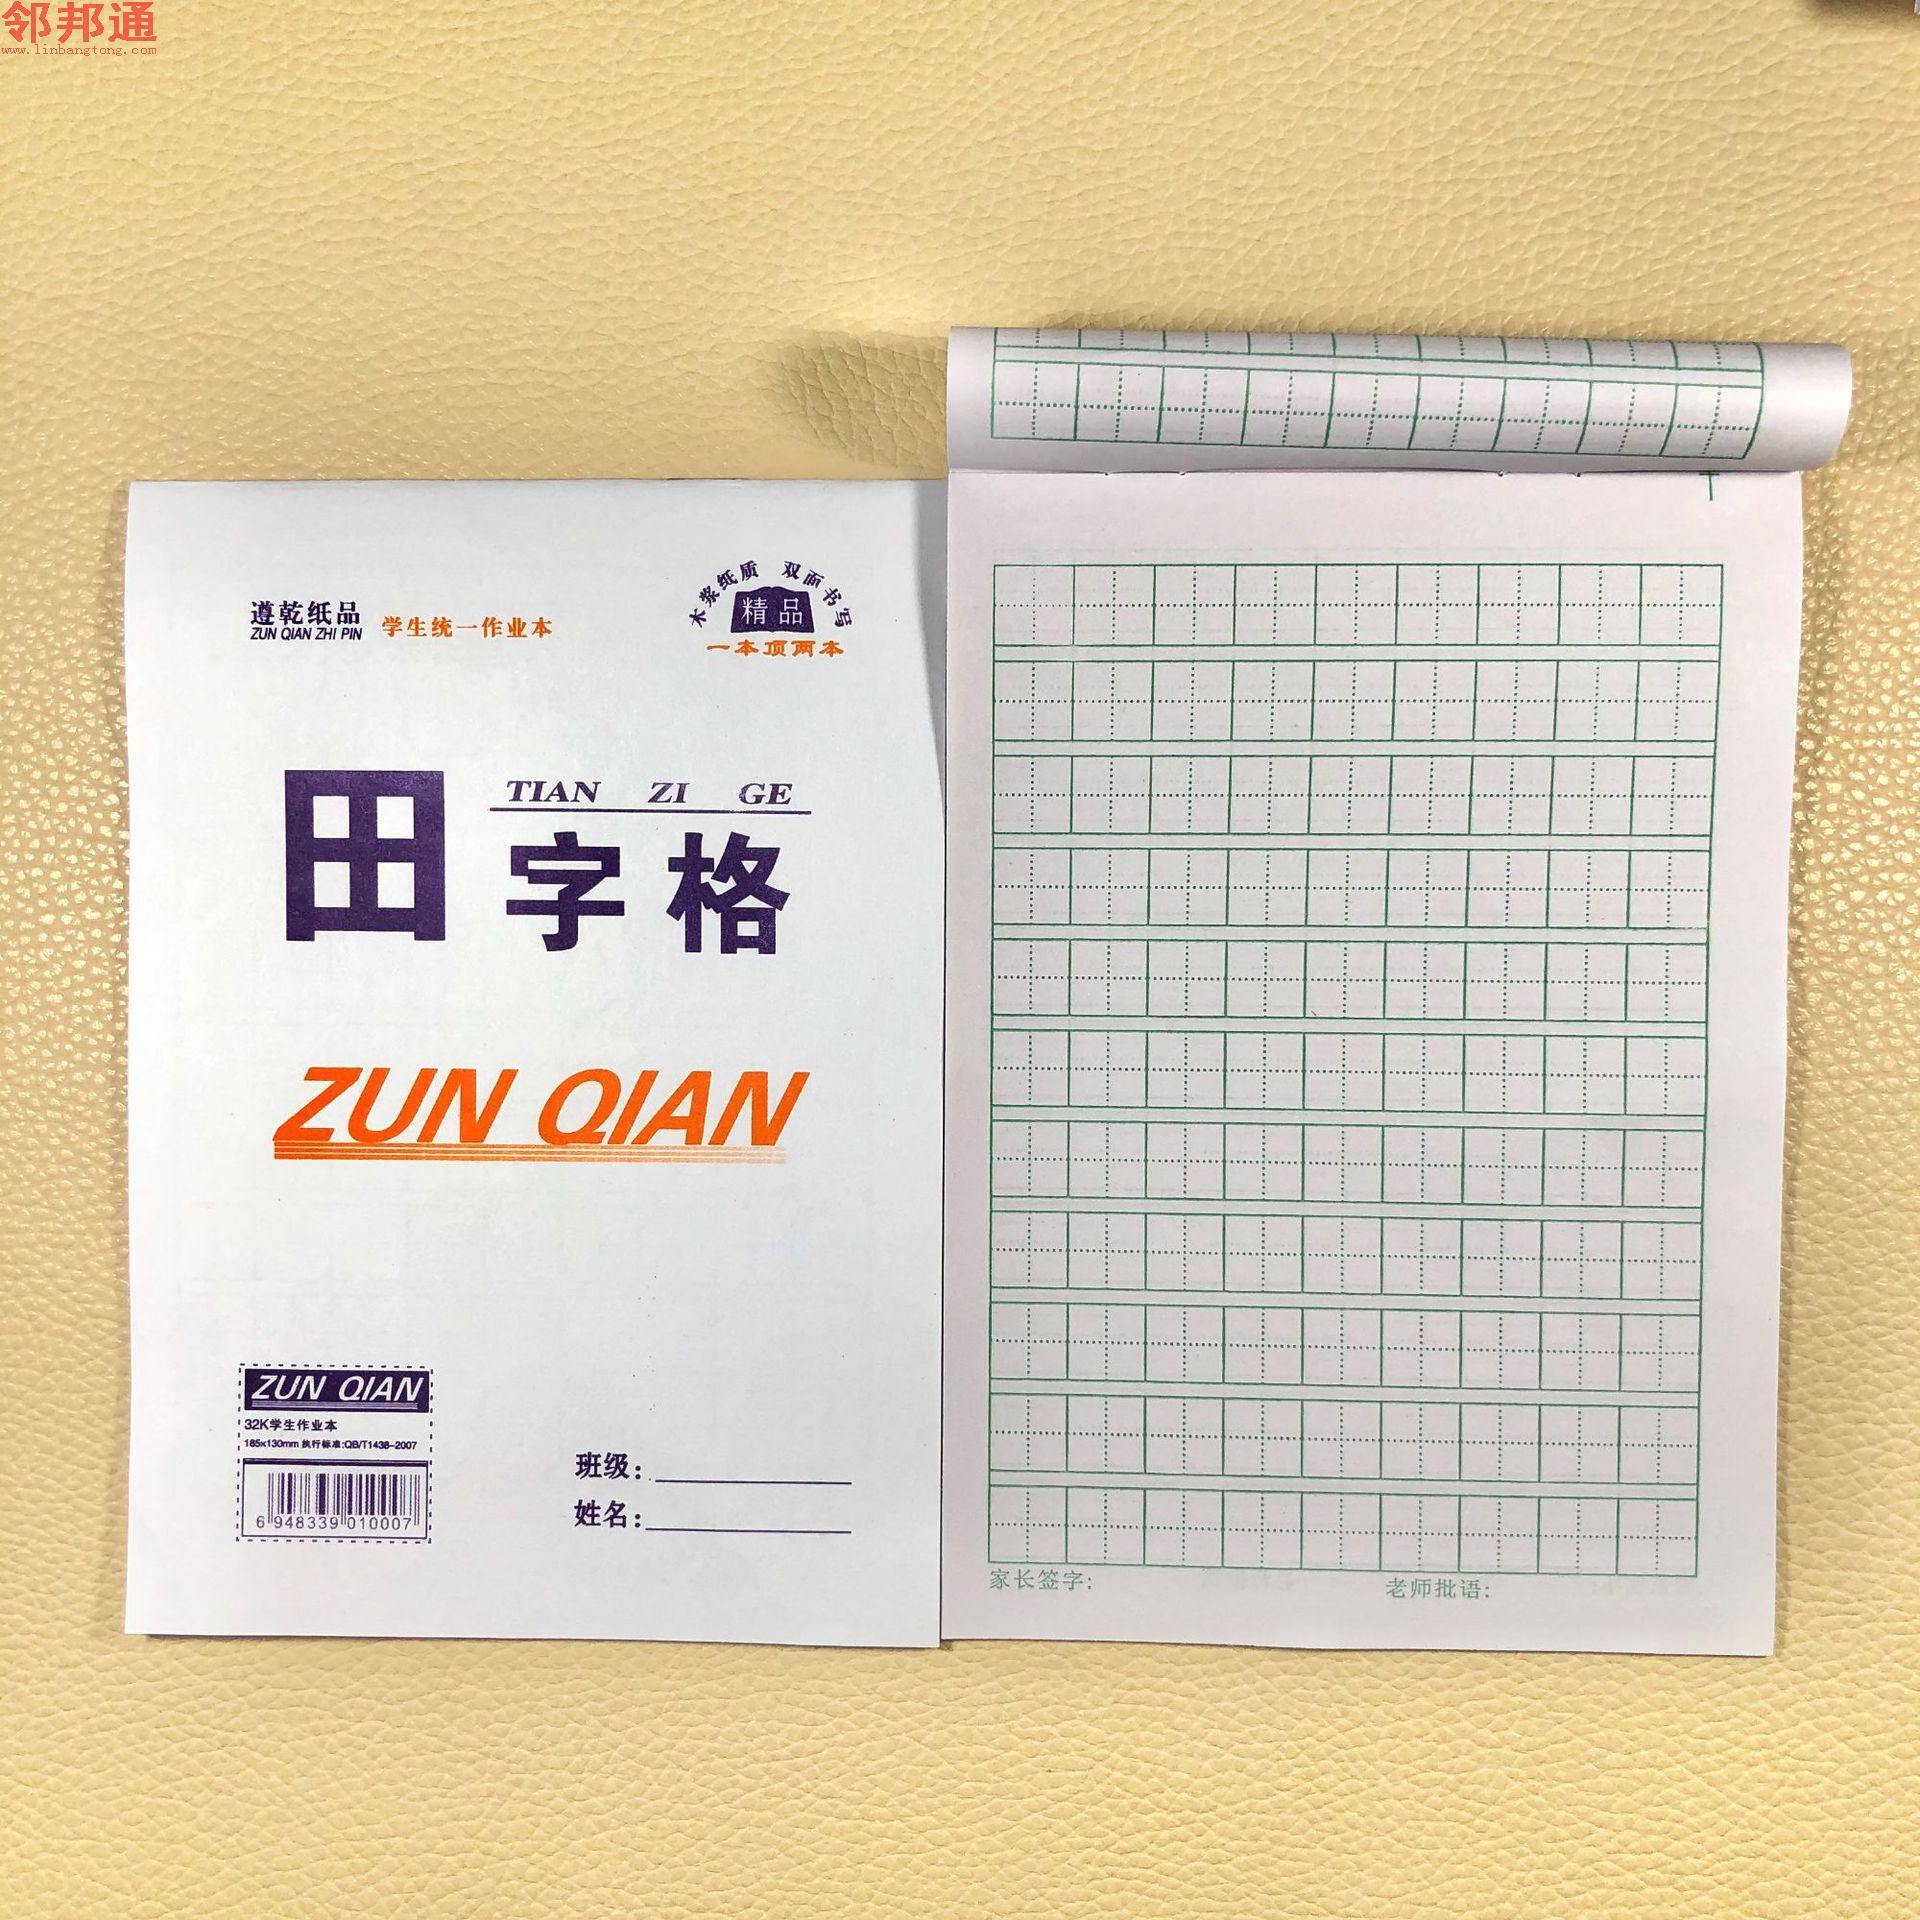 邻邦通
www.linbangtong.com
遵乾纸品
ZUN QIAN ZHI PIN
学生统一作业本
木浆纸质 双面书写
精品
一本顶两本
TIAN ZI GE
田字格
ZUN QIAN
ZUN QIAN
32K学生作业本
185×130mm 执行标准:QB/T1438-2007
6 948339 010007
班级:
姓名:
家长签字:
老师批语: